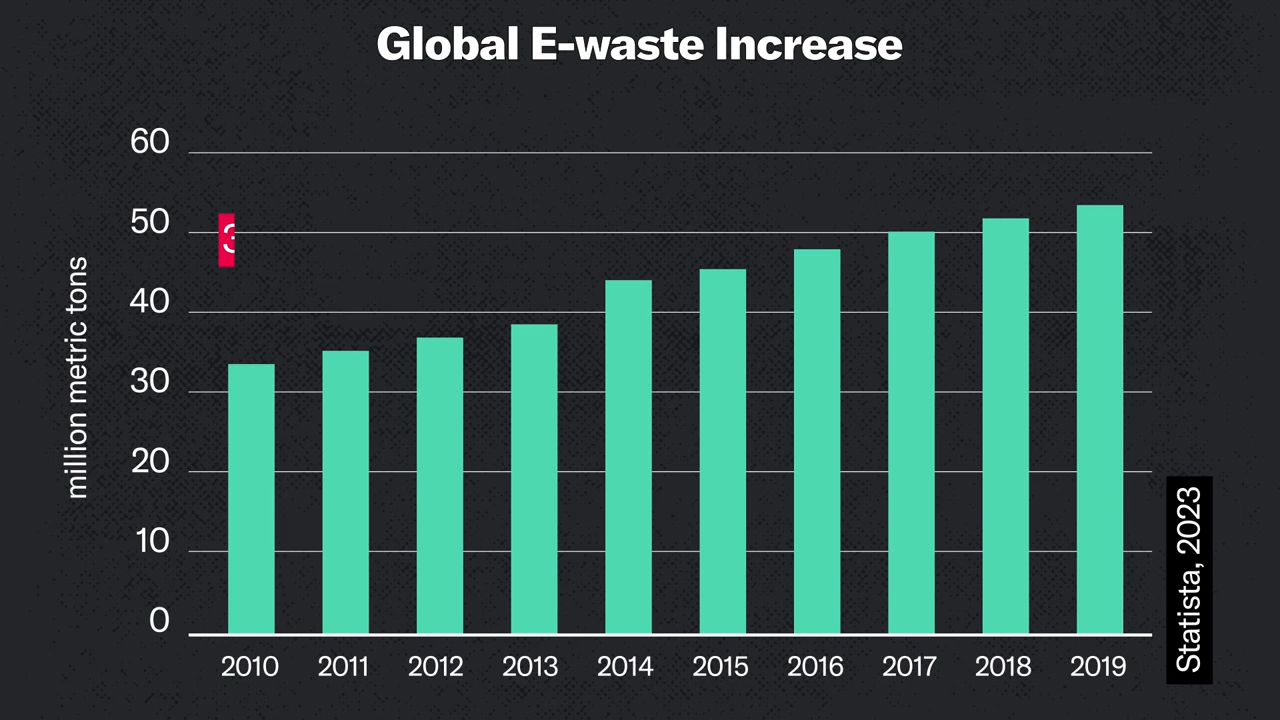 Global E-waste Increase
60
50
3
40
30
20
10
0
million metric tons
2010 2011 2012 2013 2014 2015 2016 2017 2018 2019
Statista, 2023